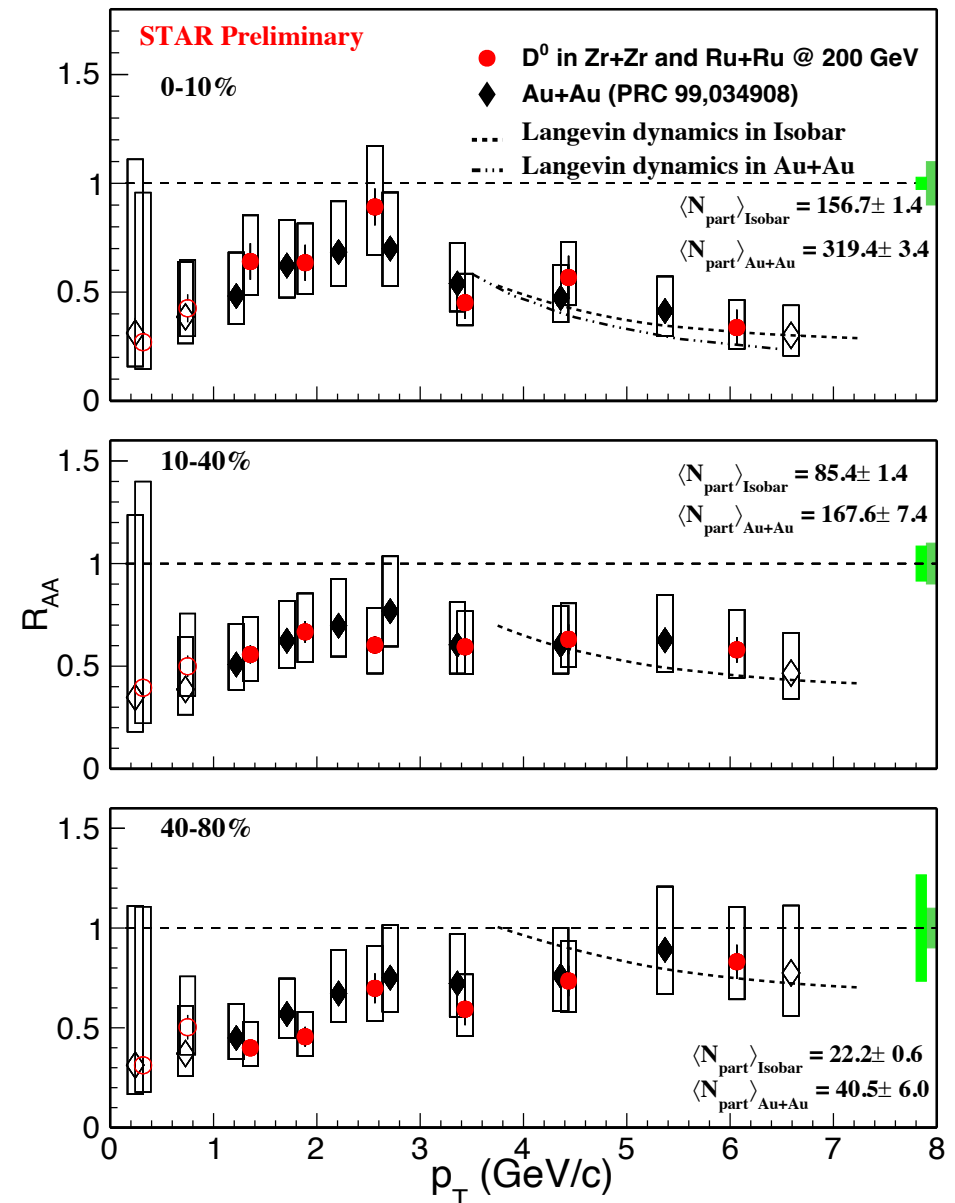 STAR Preliminary
0-10%
D⁰ in Zr+Zr and Ru+Ru @ 200 GeV
Au+Au (PRC 99,034908)
Langevin dynamics in Isobar
Langevin dynamics in Au+Au
⟨N_part⟩_Isobar = 156.7± 1.4
⟨N_part⟩_Au+Au = 319.4± 3.4
1.5
1
0.5
0
10-40%
⟨N_part⟩_Isobar = 85.4± 1.4
⟨N_part⟩_Au+Au = 167.6± 7.4
1.5
1
0.5
0
R_AA
40-80%
⟨N_part⟩_Isobar = 22.2± 0.6
⟨N_part⟩_Au+Au = 40.5± 6.0
1.5
1
0.5
0
0 1 2 3 4 5 6 7 8
p_T (GeV/c)